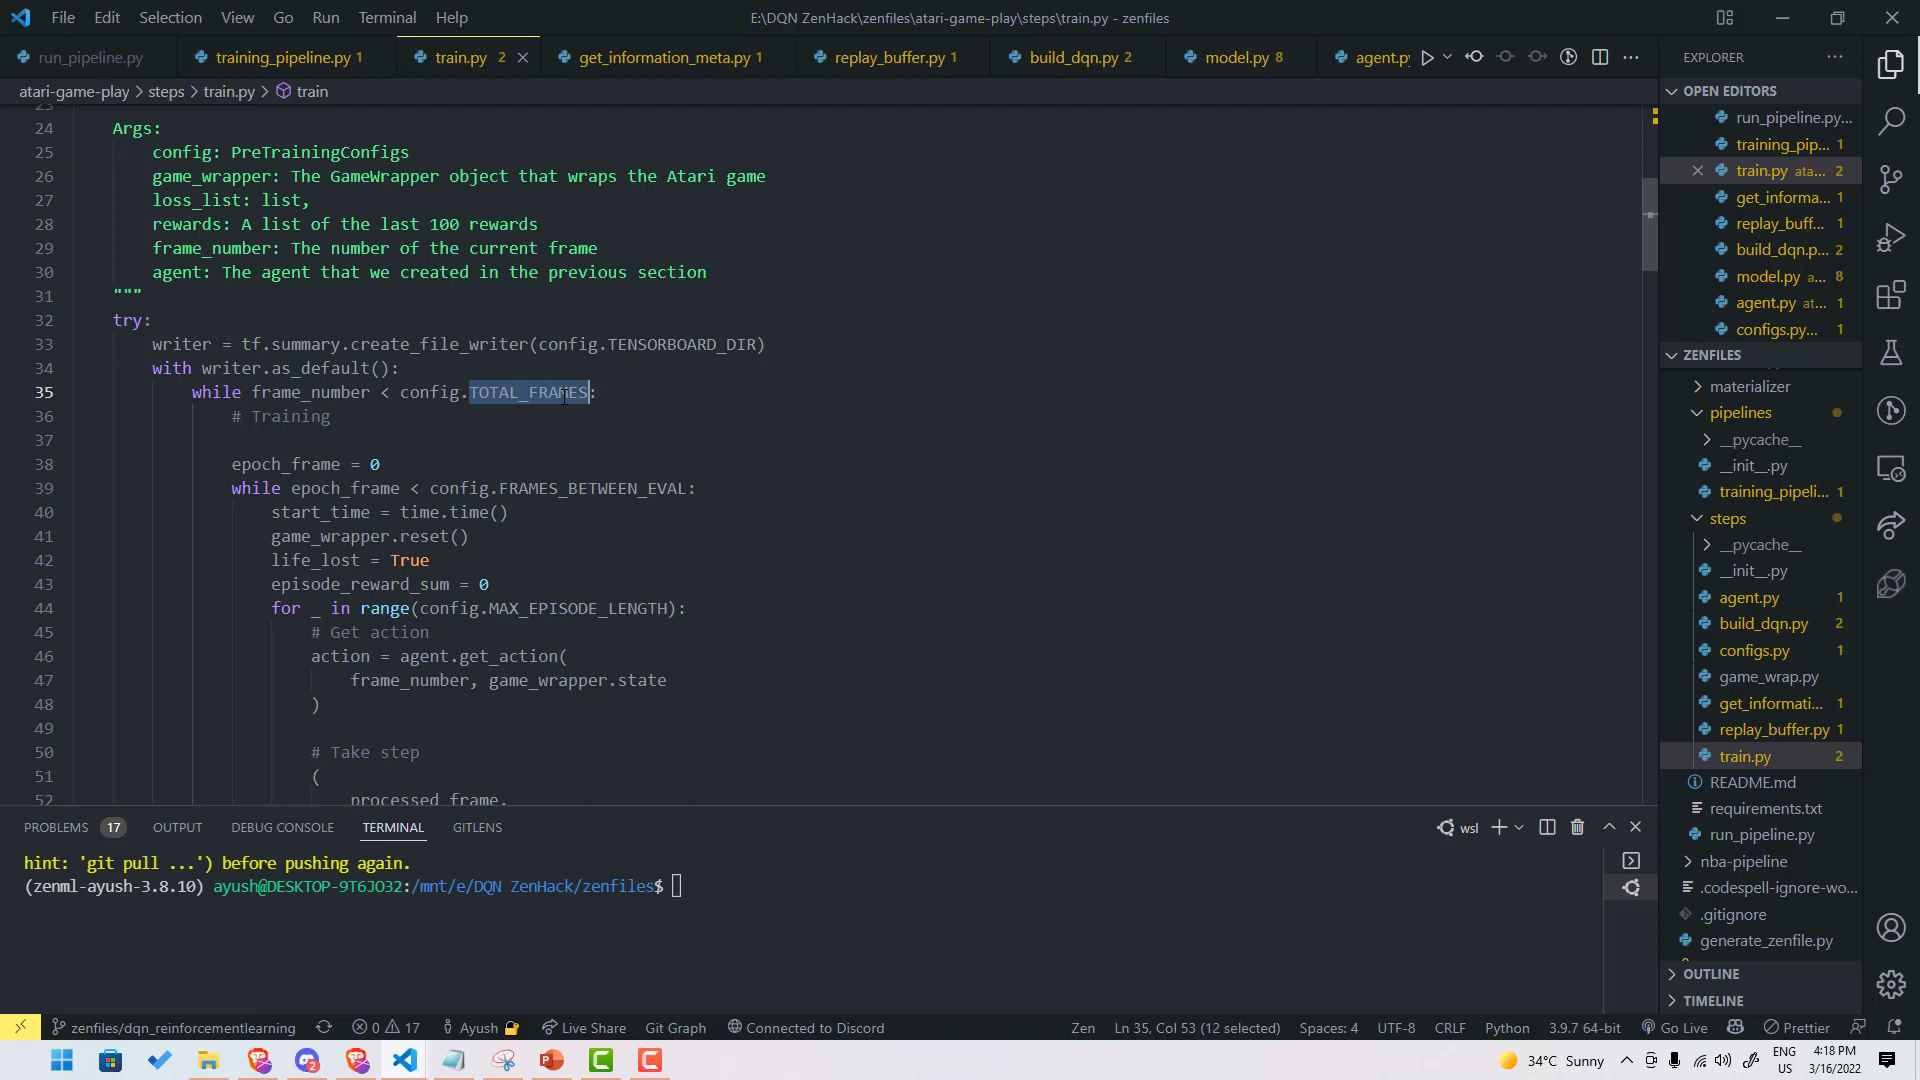 File Edit Selection View Go Run Terminal Help
E:\DQN ZenHack\zenfiles\atari-game-play\steps\train.py - zenfiles
run_pipeline.py
training_pipeline.py 1
train.py 2
get_information_meta.py 1
replay_buffer.py 1
build_dqn.py 2
model.py 8
agent.py
atari-game-play > steps > train.py > train
23
24 Args:
25 config: PreTrainingConfigs
26 game_wrapper: The GameWrapper object that wraps the Atari game
27 loss_list: list,
28 rewards: A list of the last 100 rewards
29 frame_number: The number of the current frame
30 agent: The agent that we created in the previous section
31 """
32 try:
33 writer = tf.summary.create_file_writer(config.TENSORBOARD_DIR)
34 with writer.as_default():
35 while frame_number < config.TOTAL_FRAMES:
36 # Training
37
38 epoch_frame = 0
39 while epoch_frame < config.FRAMES_BETWEEN_EVAL:
40 start_time = time.time()
41 game_wrapper.reset()
42 life_lost = True
43 episode_reward_sum = 0
44 for _ in range(config.MAX_EPISODE_LENGTH):
45 # Get action
46 action = agent.get_action(
47 frame_number, game_wrapper.state
48 )
49
50 # Take step
51 (
52 processed_frame,
EXPLORER
OPEN EDITORS
run_pipeline.py...
training_pip... 1
train.py ata... 2
get_informa... 1
replay_buff... 1
build_dqn.p... 2
model.py a... 8
agent.py at... 1
configs.py... 1
ZENFILES
materializer
pipelines
__pycache__
__init__.py
training_pipeli... 1
steps
__pycache__
__init__.py
agent.py 1
build_dqn.py 2
configs.py 1
game_wrap.py
get_informati... 1
replay_buffer.py 1
train.py 2
README.md
requirements.txt
run_pipeline.py
nba-pipeline
.codespell-ignore-wo...
.gitignore
generate_zenfile.py
OUTLINE
TIMELINE
PROBLEMS 17 OUTPUT DEBUG CONSOLE TERMINAL GITLENS
wsl
hint: 'git pull ...') before pushing again.
(zenml-ayush-3.8.10) ayush@DESKTOP-9T6JO32:/mnt/e/DQN ZenHack/zenfiles$
zenfiles/dqn_reinforcementlearning 0 17 Ayush Live Share Git Graph Connected to Discord
Zen Ln 35, Col 53 (12 selected) Spaces: 4 UTF-8 CRLF Python 3.9.7 64-bit Go Live Prettier
2
34°C Sunny
ENG
US
4:18 PM
3/16/2022